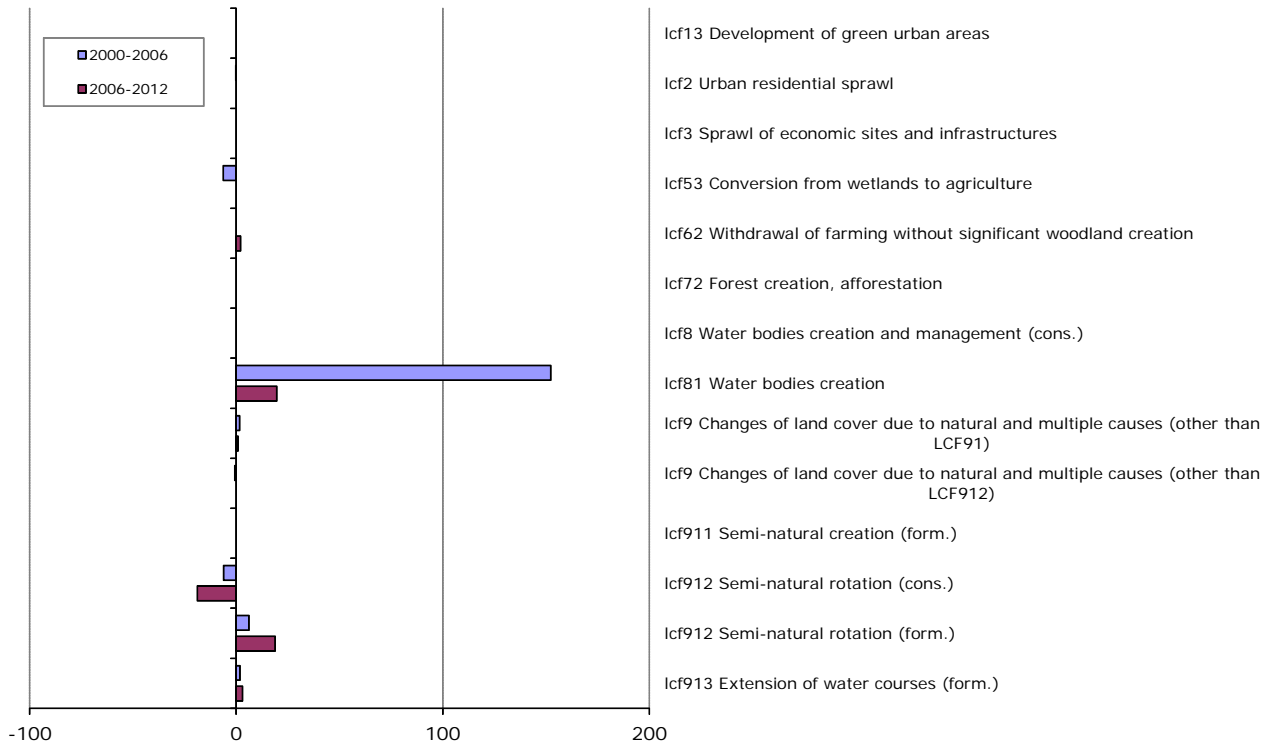 2000-2006
2006-2012
lcf13 Development of green urban areas
lcf2 Urban residential sprawl
lcf3 Sprawl of economic sites and infrastructures
lcf53 Conversion from wetlands to agriculture
lcf62 Withdrawal of farming without significant woodland creation
lcf72 Forest creation, afforestation
lcf8 Water bodies creation and management (cons.)
lcf81 Water bodies creation
lcf9 Changes of land cover due to natural and multiple causes (other than
LCF91)
lcf9 Changes of land cover due to natural and multiple causes (other than
LCF912)
lcf911 Semi-natural creation (form.)
lcf912 Semi-natural rotation (cons.)
lcf912 Semi-natural rotation (form.)
lcf913 Extension of water courses (form.)
-100 0 100 200